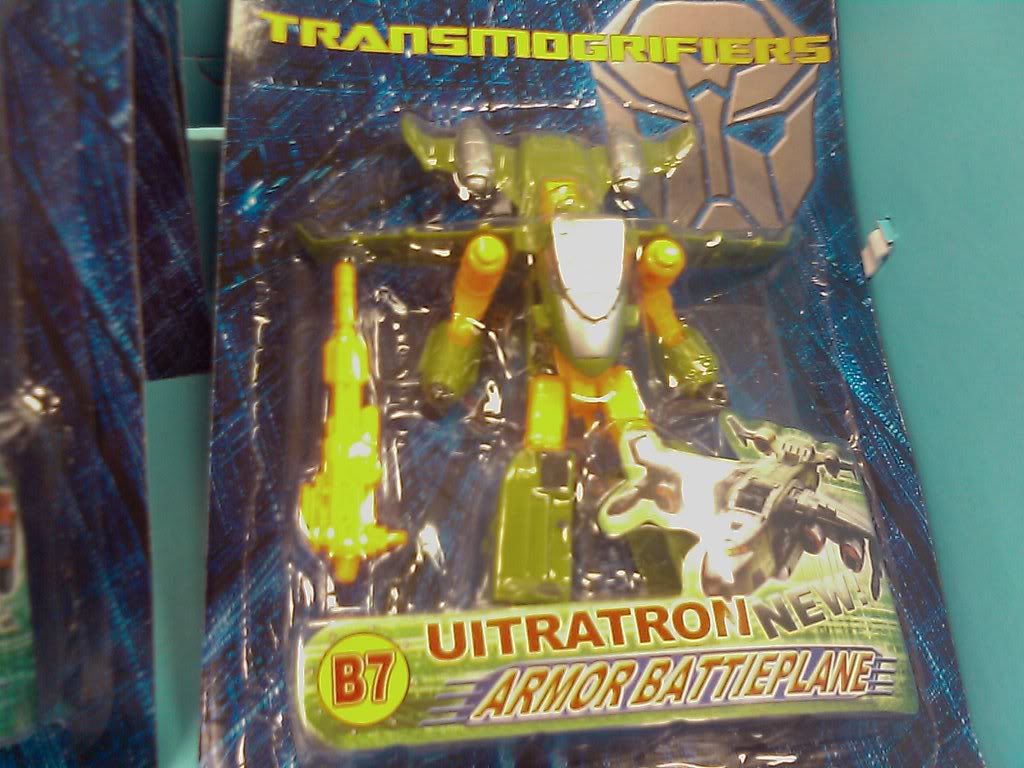 TRANSMOGRIFIERS
UITRATRON NEW!
B7
ARMOR BATTIEPLANE